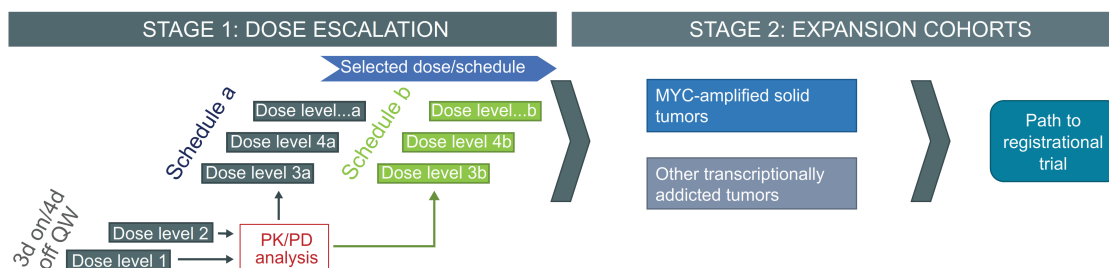 STAGE 1: DOSE ESCALATION
STAGE 2: EXPANSION COHORTS
Selected dose/schedule
Schedule a
Dose level...a
Dose level 4a
Dose level 3a
Schedule b
Dose level...b
Dose level 4b
Dose level 3b
3d on/4d
off QW
Dose level 2
Dose level 1
PK/PD
analysis
MYC-amplified solid
tumors
Other transcriptionally
addicted tumors
Path to
registrational
trial